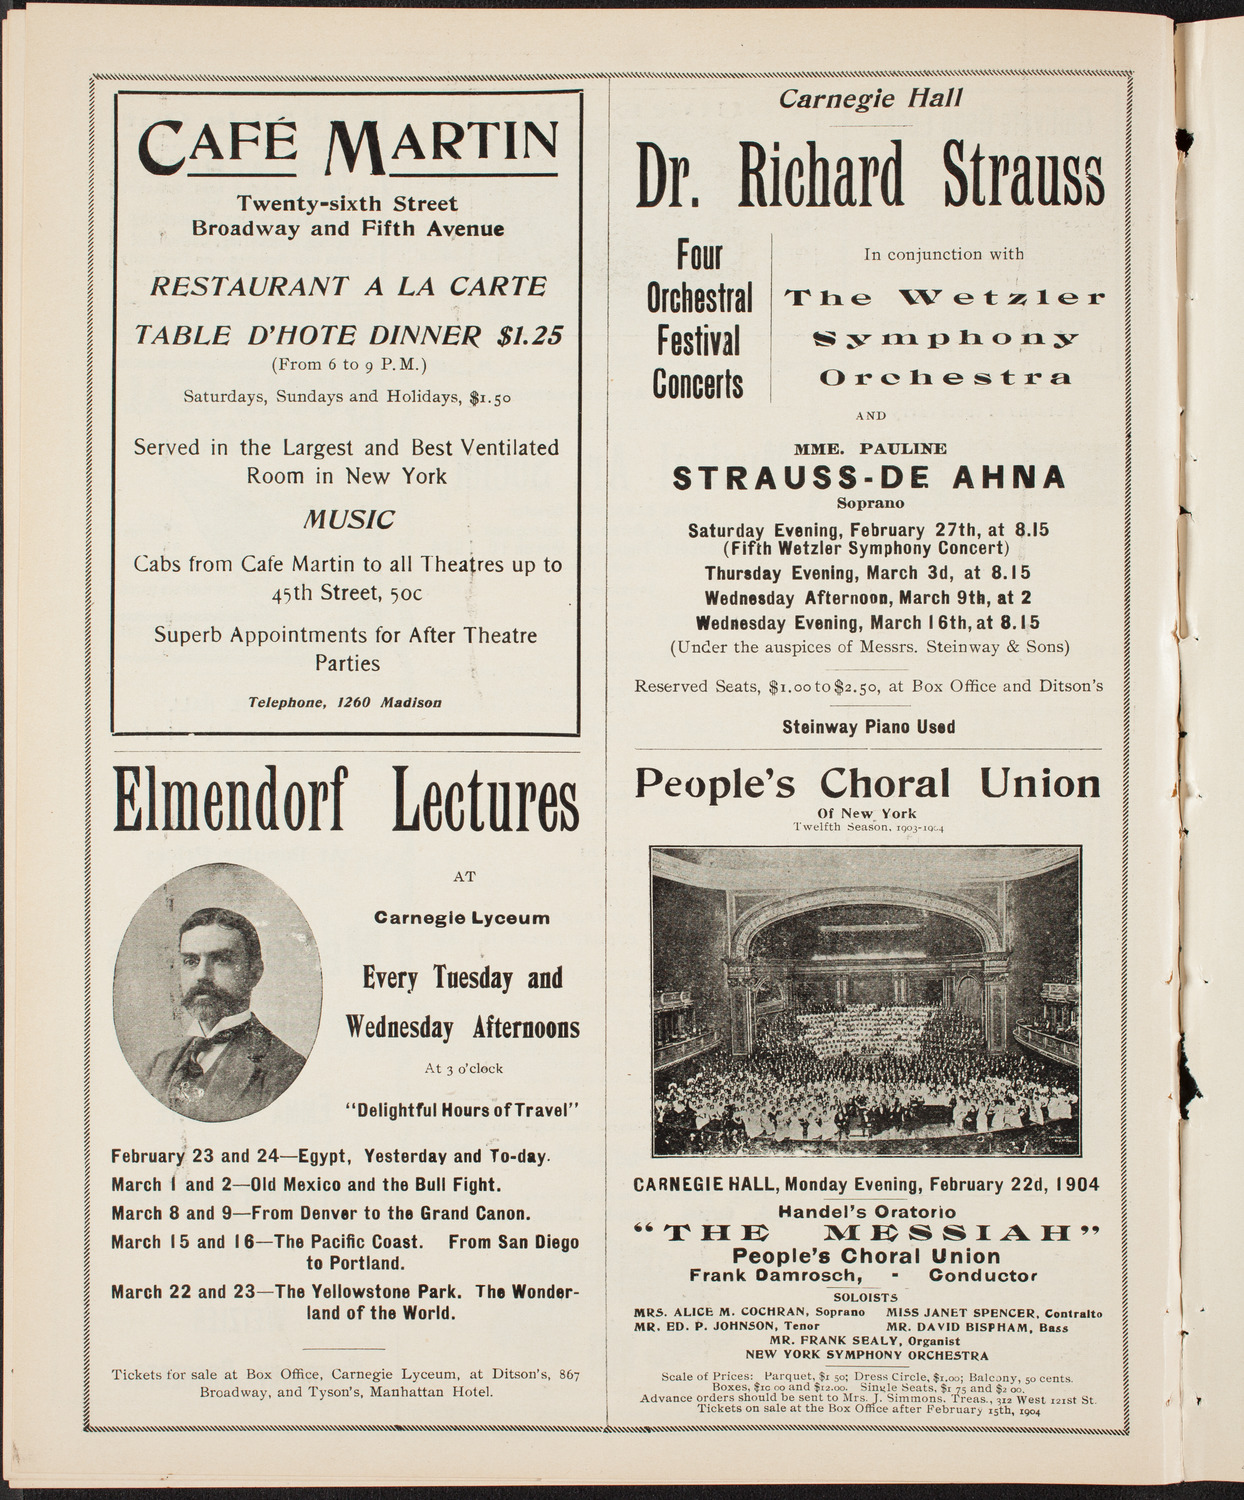 CAFÉ MARTIN
Twenty-sixth Street
Broadway and Fifth Avenue
RESTAURANT A LA CARTE
TABLE D'HOTE DINNER $1.25
(From 6 to 9 P.M.)
Saturdays, Sundays and Holidays, $1.50
Served in the Largest and Best Ventilated
Room in New York
MUSIC
Cabs from Cafe Martin to all Theatres up to
45th Street, 50c
Superb Appointments for After Theatre
Parties
Telephone, 1260 Madison
Elmendorf Lectures
AT
Carnegie Lyceum
Every Tuesday and
Wednesday Afternoons
At 3 o'clock
"Delightful Hours of Travel"
February 23 and 24—Egypt, Yesterday and To-day.
March 1 and 2—Old Mexico and the Bull Fight.
March 8 and 9—From Denver to the Grand Canon.
March 15 and 16—The Pacific Coast. From San Diego
to Portland.
March 22 and 23—The Yellowstone Park. The Wonder-
land of the World.
Tickets for sale at Box Office, Carnegie Lyceum, at Ditson's, 867
Broadway, and Tyson's, Manhattan Hotel.
Carnegie Hall
Dr. Richard Strauss
Four
Orchestral
Festival
Concerts
In conjunction with
The Wetzler
Symphony
Orchestra
AND
MME. PAULINE
STRAUSS-DE AHNA
Soprano
Saturday Evening, February 27th, at 8.15
(Fifth Wetzler Symphony Concert)
Thursday Evening, March 3d, at 8.15
Wednesday Afternoon, March 9th, at 2
Wednesday Evening, March 16th, at 8.15
(Under the auspices of Messrs. Steinway & Sons)
Reserved Seats, $1.00 to $2.50, at Box Office and Ditson's
Steinway Piano Used
People's Choral Union
Of New York
Twelfth Season, 1903-1904
CARNEGIE HALL, Monday Evening, February 22d, 1904
Handel's Oratorio
"THE MESSIAH"
People's Choral Union
Frank Damrosch, - Conductor
SOLOISTS
MRS. ALICE M. COCHRAN, Soprano MISS JANET SPENCER, Contralto
MR. ED. P. JOHNSON, Tenor MR. DAVID BISPHAM, Bass
MR. FRANK SEALY, Organist
NEW YORK SYMPHONY ORCHESTRA
Scale of Prices: Parquet, $1 50; Dress Circle, $1.00; Balcony, 50 cents.
Boxes, $10 00 and $12.00. Single Seats, $1 75 and $2 00.
Advance orders should be sent to Mrs. J. Simmons, Treas., 312 West 121st St.
Tickets on sale at the Box Office after February 15th, 1904